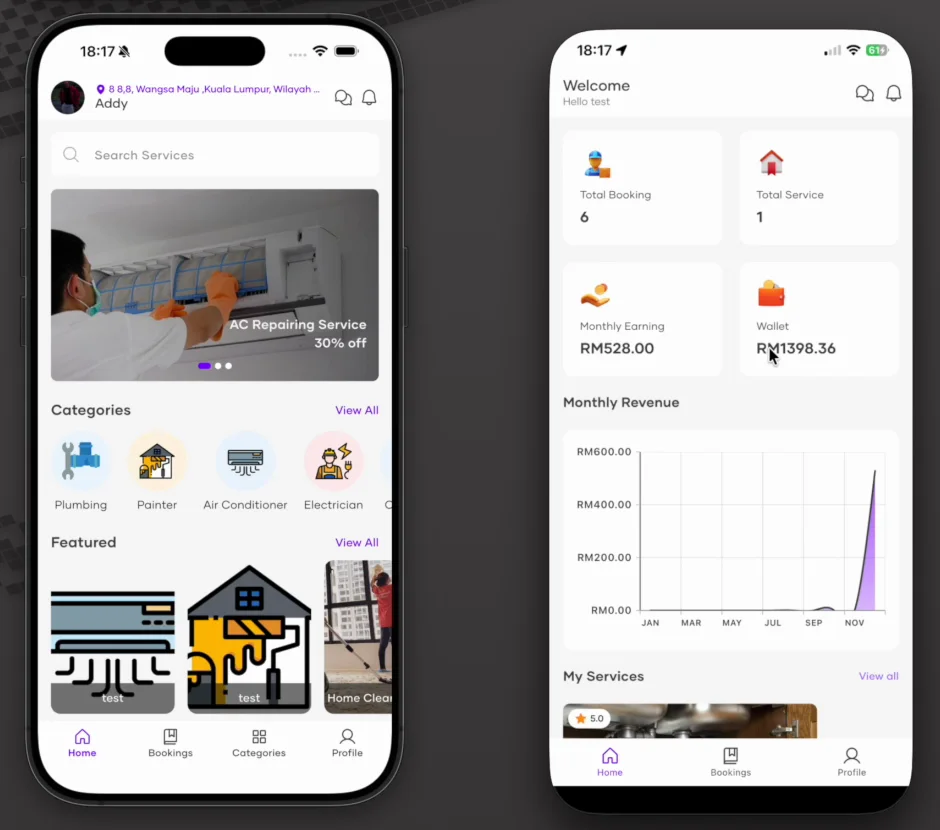 18:17
8 8,8, Wangsa Maju ,Kuala Lumpur, Wilayah ...
Addy
Search Services
AC Repairing Service
30% off
Categories
View All
Plumbing
Painter
Air Conditioner
Electrician
C
Featured
View All
test
test
Home Clear
Home
Bookings
Categories
Profile
18:17
61
Welcome
Hello test
Total Booking
6
Total Service
1
Monthly Earning
RM528.00
Wallet
RM1398.36
Monthly Revenue
RM600.00
RM400.00
RM200.00
RM0.00
JAN MAR MAY JUL SEP NOV
My Services
View all
5.0
Home
Bookings
Profile